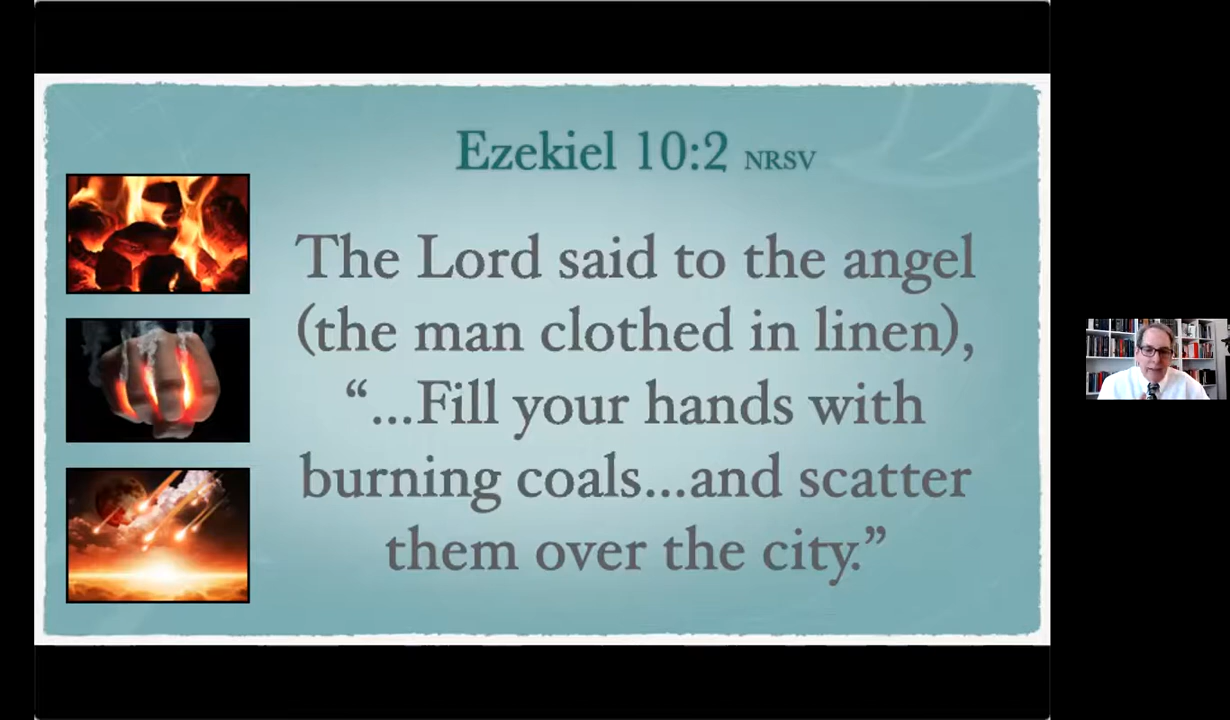 Ezekiel 10:2 NRSV
The Lord said to the angel
(the man clothed in linen),
“...Fill your hands with
burning coals...and scatter
them over the city.”